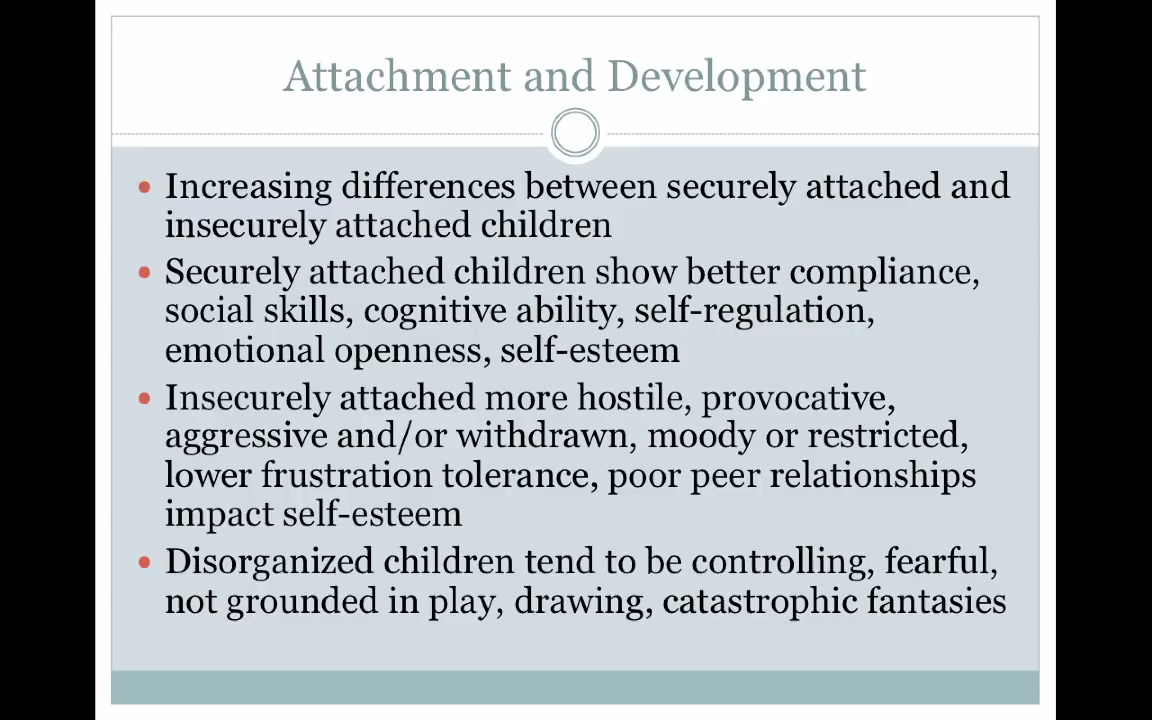 Attachment and Development
• Increasing differences between securely attached and
insecurely attached children
• Securely attached children show better compliance,
social skills, cognitive ability, self-regulation,
emotional openness, self-esteem
• Insecurely attached more hostile, provocative,
aggressive and/or withdrawn, moody or restricted,
lower frustration tolerance, poor peer relationships
impact self-esteem
• Disorganized children tend to be controlling, fearful,
not grounded in play, drawing, catastrophic fantasies